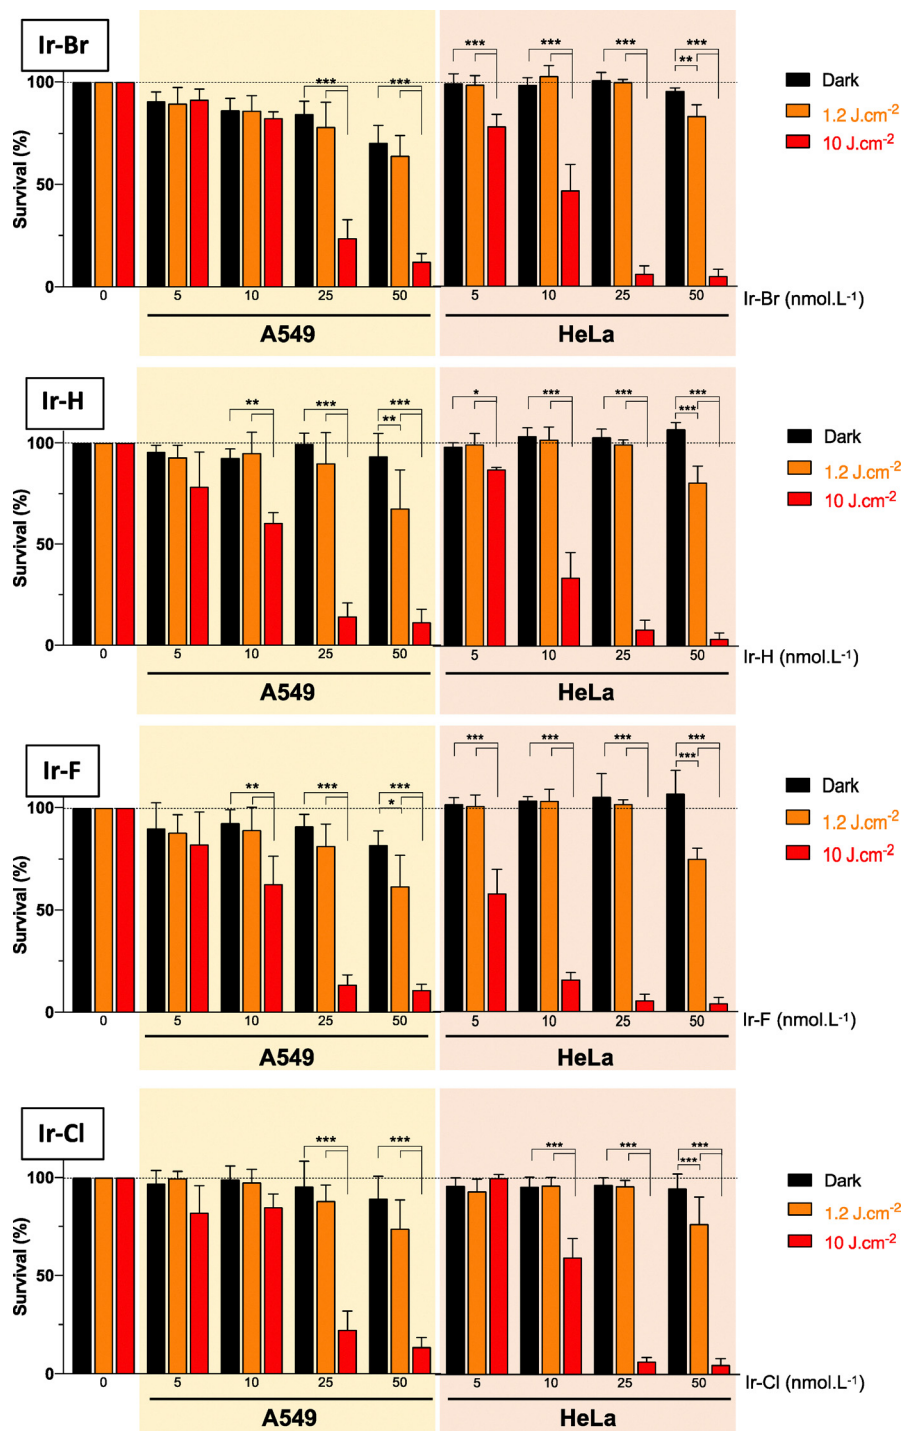 Ir-Br
*** *** *** *** *** ***
**
100
50
0
Survival (%)
Dark
1.2 J.cm-2
10 J.cm-2
0 5 10 25 50 5 10 25 50 Ir-Br (nmol.L-1)
A549 HeLa
Ir-H
** *** *** * *** *** ***
** ***
100
50
0
Survival (%)
Dark
1.2 J.cm-2
10 J.cm-2
0 5 10 25 50 5 10 25 50 Ir-H (nmol.L-1)
A549 HeLa
Ir-F
** *** *** *** *** *** ***
* ***
100
50
0
Survival (%)
Dark
1.2 J.cm-2
10 J.cm-2
0 5 10 25 50 5 10 25 50 Ir-F (nmol.L-1)
A549 HeLa
Ir-Cl
*** *** *** *** ***
***
100
50
0
Survival (%)
Dark
1.2 J.cm-2
10 J.cm-2
0 5 10 25 50 5 10 25 50 Ir-Cl (nmol.L-1)
A549 HeLa